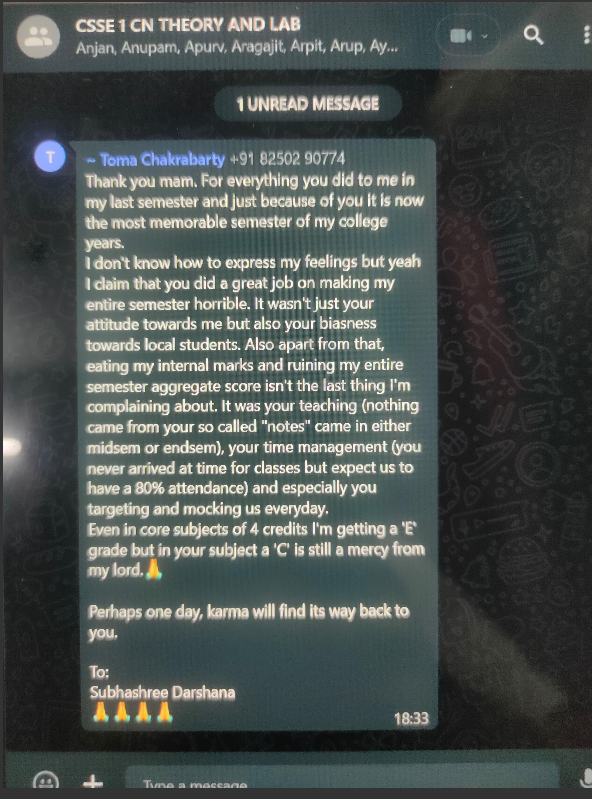 CSSE 1 CN THEORY AND LAB
Anjan, Anupam, Apurv, Aragajit, Arpit, Arup, Ay...
1 UNREAD MESSAGE
T
~ Toma Chakrabarty +91 82502 90774
Thank you mam. For everything you did to me in
my last semester and just because of you it is now
the most memorable semester of my college
years.
I don't know how to express my feelings but yeah
I claim that you did a great job on making my
entire semester horrible. It wasn't just your
attitude towards me but also your biasness
towards local students. Also apart from that,
eating my internal marks and ruining my entire
semester aggregate score isn't the last thing I'm
complaining about. It was your teaching (nothing
came from your so called "notes" came in either
midsem or endsem), your time management (you
never arrived at time for classes but expect us to
have a 80% attendance) and especially you
targeting and mocking us everyday.
Even in core subjects of 4 credits I'm getting a 'E'
grade but in your subject a 'C' is still a mercy from
my lord.🙏
Perhaps one day, karma will find its way back to
you.
To:
Subhashree Darshana
🙏🙏🙏🙏
18:33
Type a message